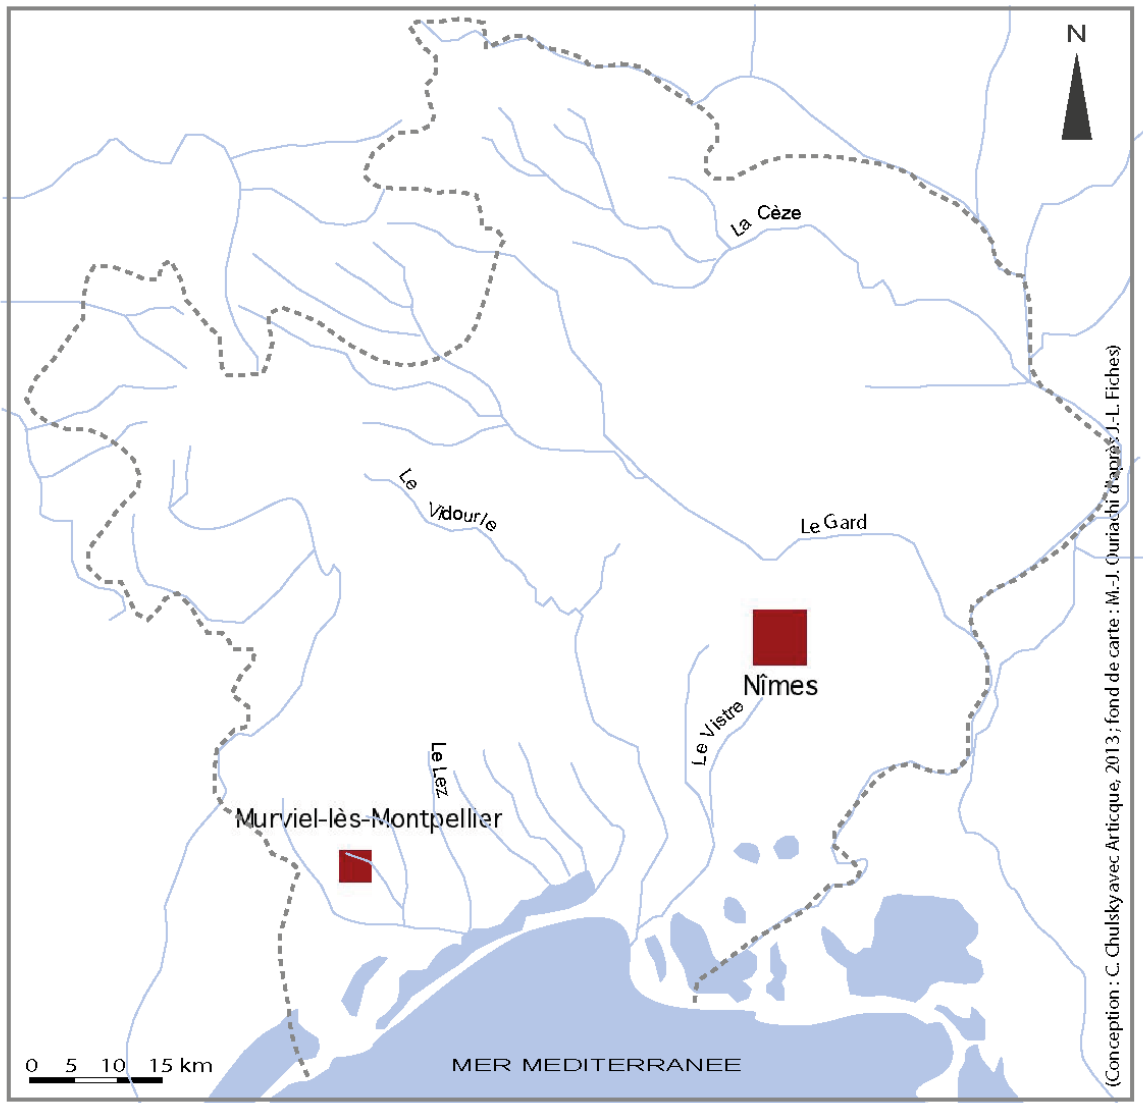 N
La Cèze
Le Vidourle
Le Gard
Nîmes
Le Vistre
Le Lez
Murviel-lès-Montpellier
0 5 10 15 km
MER MEDITERRANEE
(Conception : C. Chulsky avec Articque, 2013 ; fond de carte : M.-J. Ouriachi d'après J.-L. Fiches)